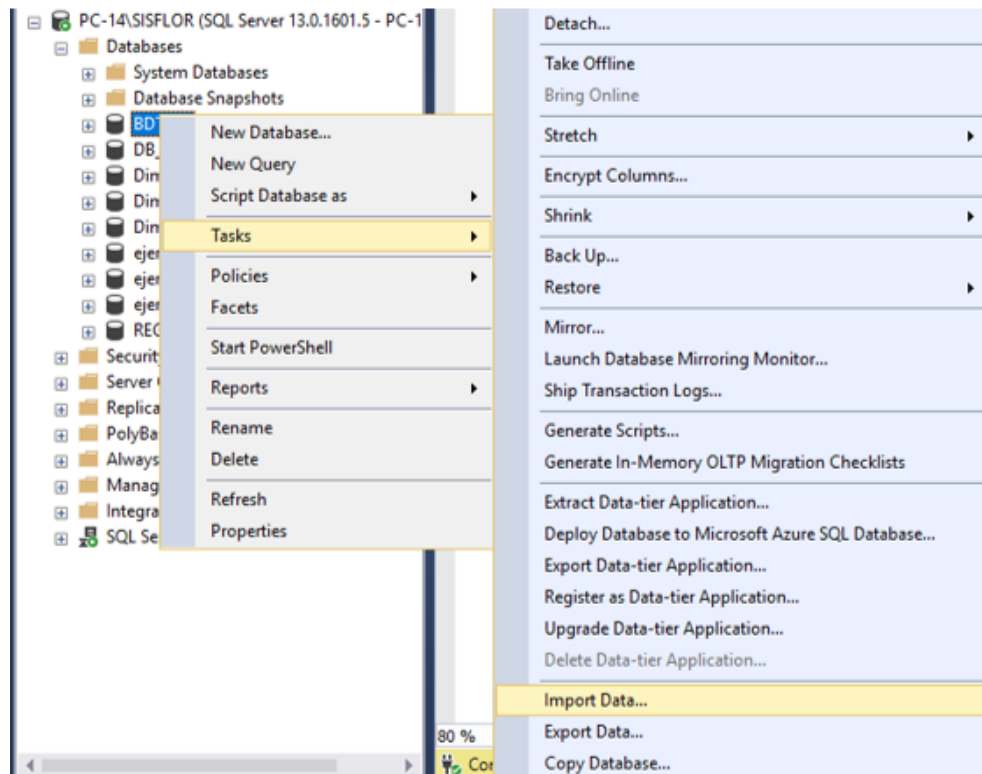 PC-14\SISFLOR (SQL Server 13.0.1601.5 - PC-1
Databases
System Databases
Database Snapshots
New Database...
New Query
Script Database as
Tasks
Policies
Facets
Start PowerShell
Reports
Rename
Delete
Refresh
Properties
BD
DB_
Dim
Dim
Dim
ejer
ejer
ejer
REC
Securit
Server
Replica
PolyBa
Always
Manag
Integra
SQL Se
Detach...
Take Offline
Bring Online
Stretch
Encrypt Columns...
Shrink
Back Up...
Restore
Mirror...
Launch Database Mirroring Monitor...
Ship Transaction Logs...
Generate Scripts...
Generate In-Memory OLTP Migration Checklists
Extract Data-tier Application...
Deploy Database to Microsoft Azure SQL Database...
Export Data-tier Application...
Register as Data-tier Application...
Upgrade Data-tier Application...
Delete Data-tier Application...
Import Data...
Export Data...
Copy Database...
80 %
Co